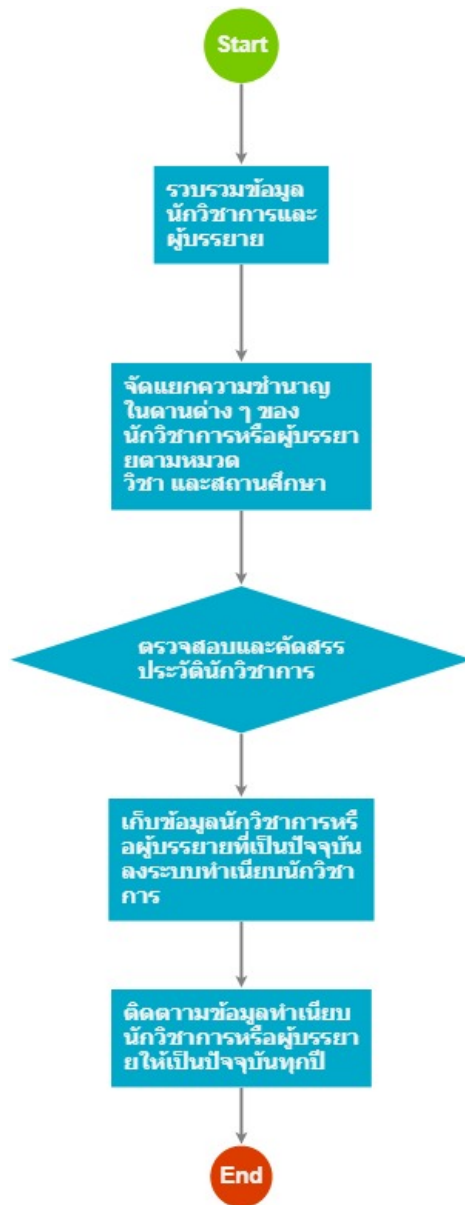 Start
รวบรวมข้อมูล
นักวิชาการและ
ผู้บรรยาย
จัดแยกความชำนาญ
ในด้านต่าง ๆ ของ
นักวิชาการหรือผู้บรรยา
ยตามหมวด
วิชา และสถานศึกษา
ตรวจสอบและคัดสรร
ประวัตินักวิชาการ
เก็บข้อมูลนักวิชาการหรื
อผู้บรรยายที่เป็นปัจจุบัน
ลงระบบทำเนียบนักวิชา
การ
ติดตาามข้อมูลทำเนียบ
นักวิชาการหรือผู้บรรยา
ยให้เป็นปัจจุบันทุกปี
End